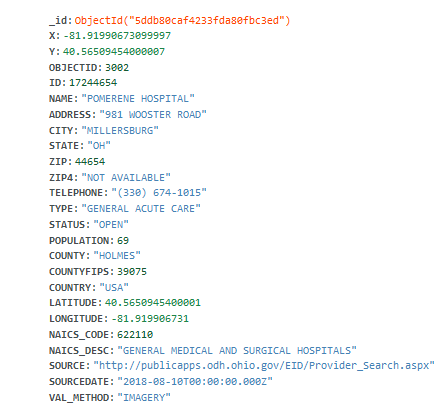 _id: ObjectId("5ddb80caf4233fda80fbc3ed")
X: -81.91990673099997
Y: 40.56509454000007
OBJECTID: 3002
ID: 17244654
NAME: "POMERENE HOSPITAL"
ADDRESS: "981 WOOSTER ROAD"
CITY: "MILLERSBURG"
STATE: "OH"
ZIP: 44654
ZIP4: "NOT AVAILABLE"
TELEPHONE: "(330) 674-1015"
TYPE: "GENERAL ACUTE CARE"
STATUS: "OPEN"
POPULATION: 69
COUNTY: "HOLMES"
COUNTYFIPS: 39075
COUNTRY: "USA"
LATITUDE: 40.5650945400001
LONGITUDE: -81.919906731
NAICS_CODE: 622110
NAICS_DESC: "GENERAL MEDICAL AND SURGICAL HOSPITALS"
SOURCE: "http://publicapps.odh.ohio.gov/EID/Provider_Search.aspx"
SOURCEDATE: "2018-08-10T00:00:00.000Z"
VAL_METHOD: "IMAGERY"